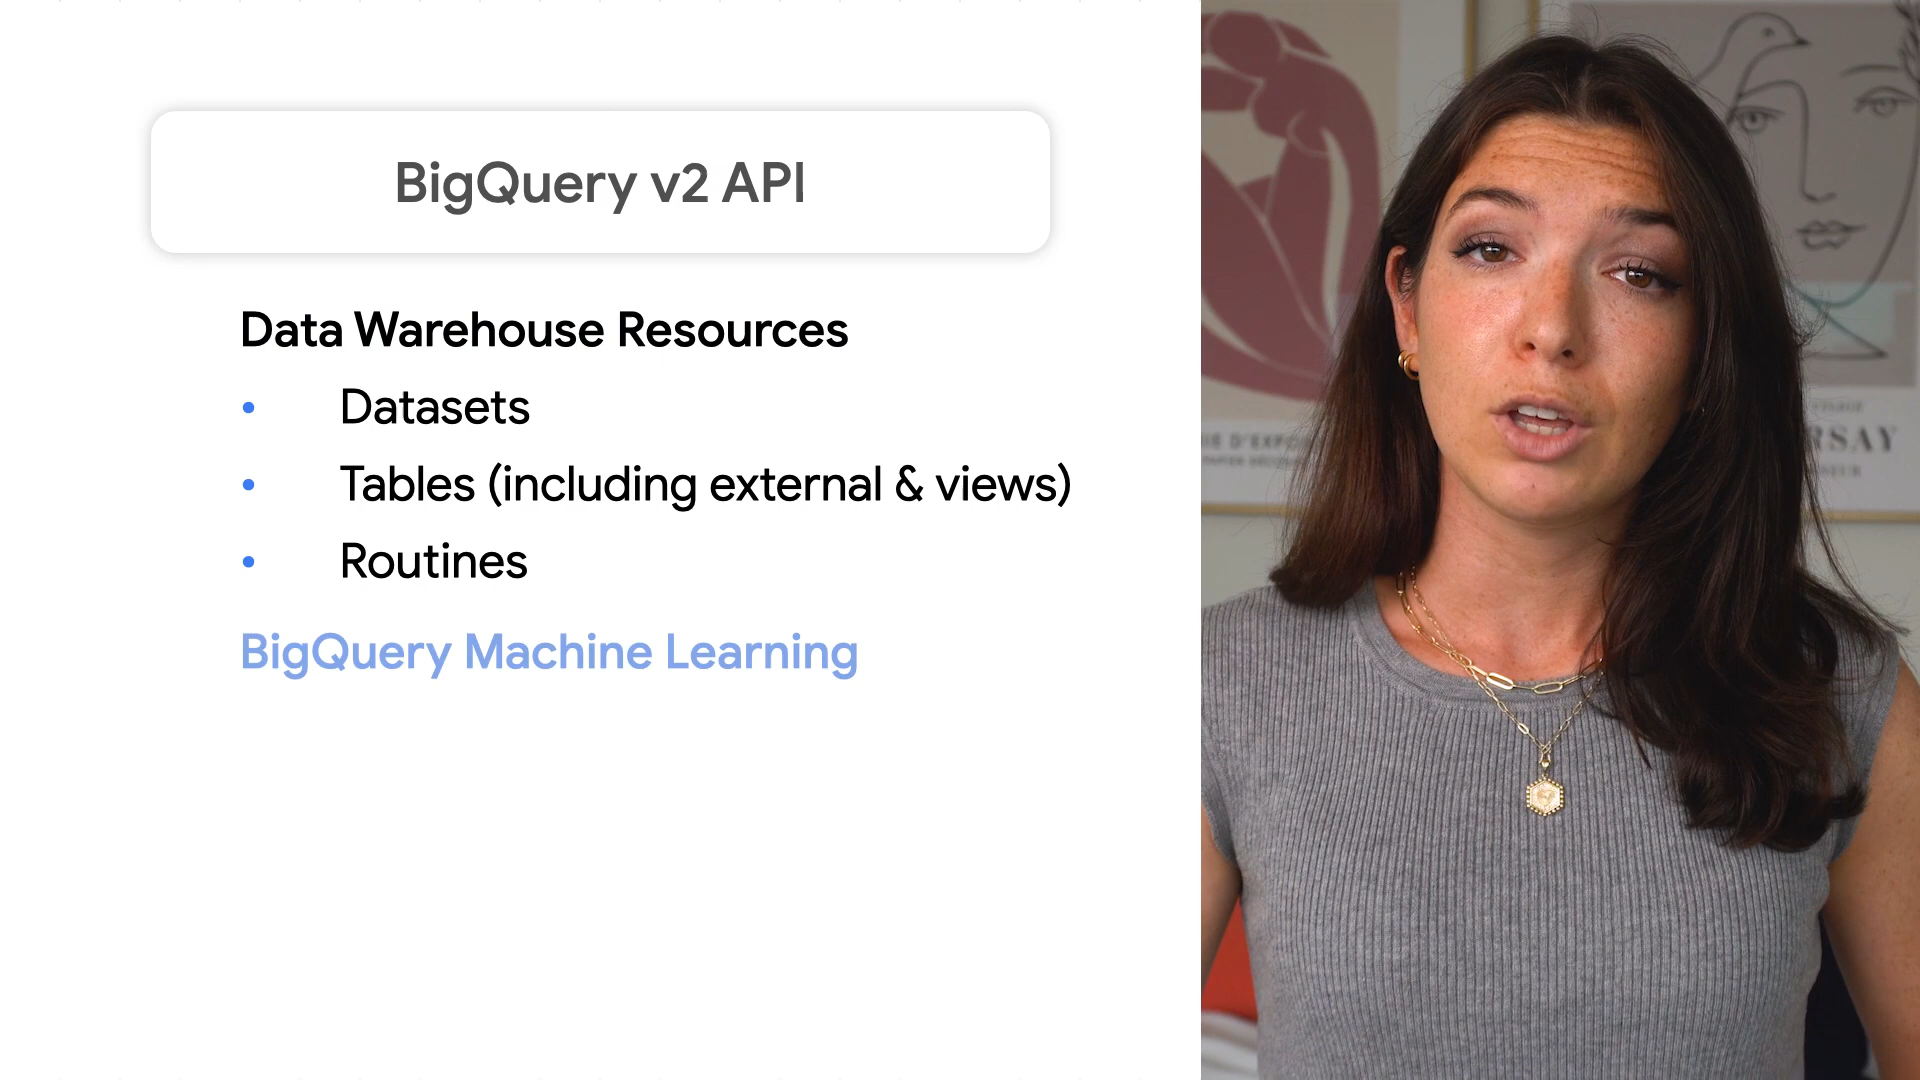 BigQuery v2 API
Data Warehouse Resources
• Datasets
• Tables (including external & views)
• Routines
BigQuery Machine Learning